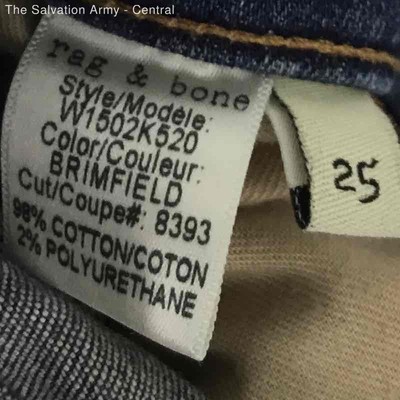 The Salvation Army - Central
rag & bone
Style/Modèle:
W1502K520
Color/Couleur:
BRIMFIELD
Cut/Coupe#: 8393
98% COTTON/COTON
2% POLYURETHANE
25